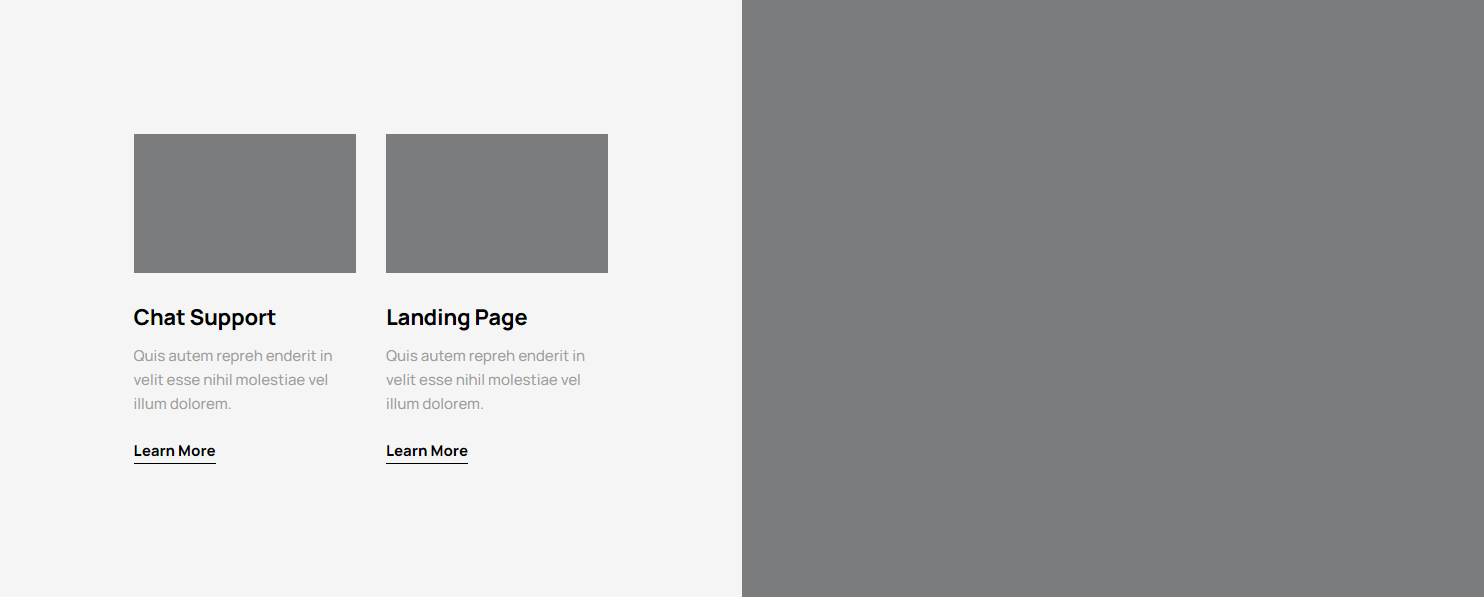 Chat Support
Quis autem repreh enderit in
velit esse nihil molestiae vel
illum dolorem.
Learn More
Landing Page
Quis autem repreh enderit in
velit esse nihil molestiae vel
illum dolorem.
Learn More